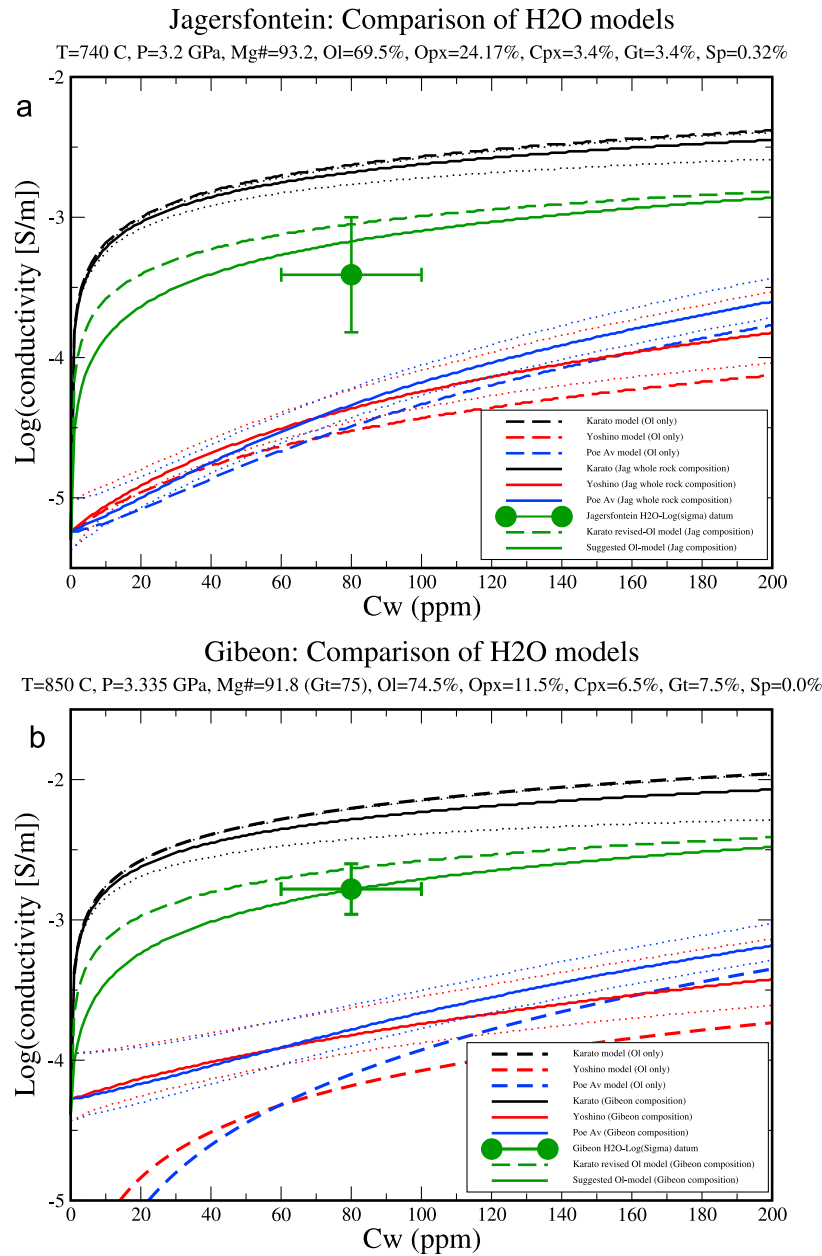 Jagersfontein: Comparison of H2O models
T=740 C, P=3.2 GPa, Mg#=93.2, Ol=69.5%, Opx=24.17%, Cpx=3.4%, Gt=3.4%, Sp=0.32%
a
-2
-3
-4
-5
Log(conductivity [S/m])
Karato model (Ol only)
Yoshino model (Ol only)
Poe Av model (Ol only)
Karato (Jag whole rock composition)
Yoshino (Jag whole rock composition)
Poe Av (Jag whole rock composition)
Jagersfontein H2O-Log(sigma) datum
Karato revised-Ol model (Jag composition)
Suggested Ol-model (Jag composition)
0 20 40 60 80 100 120 140 160 180 200
Cw (ppm)
Gibeon: Comparison of H2O models
T=850 C, P=3.335 GPa, Mg#=91.8 (Gt=75), Ol=74.5%, Opx=11.5%, Cpx=6.5%, Gt=7.5%, Sp=0.0%
b
-2
-3
-4
-5
Log(conductivity [S/m])
Karato model (Ol only)
Yoshino model (Ol only)
Poe Av model (Ol only)
Karato (Gibeon composition)
Yoshino (Gibeon composition)
Poe Av (Gibeon composition)
Gibeon H2O-Log(Sigma) datum
Karato revised Ol model (Gibeon composition)
Suggested Ol-model (Gibeon composition)
0 20 40 60 80 100 120 140 160 180 200
Cw (ppm)